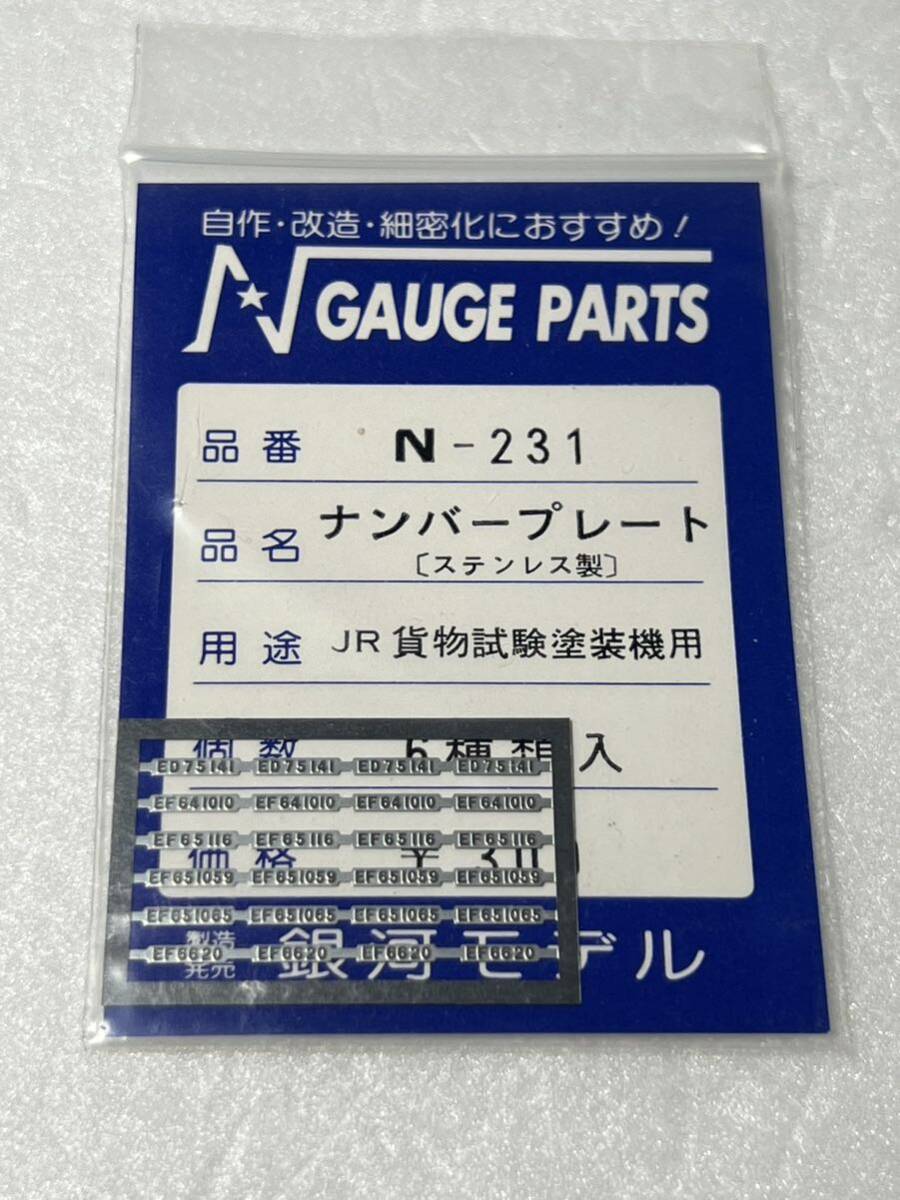 自作・改造・細密化におすすめ！
N GAUGE PARTS
品番 N-231
品名 ナンバープレート
〔ステンレス製〕
用途 JR貨物試験塗装機用
個数 6種類入
ED75141 ED75141 ED75141 ED75141
EF641010 EF641010 EF641010 EF641010
EF65116 EF65116 EF65116 EF65116
価格 ¥300
EF651059 EF651059 EF651059 EF651059
EF651065 EF651065 EF651065 EF651065
製造
発売 銀河モデル
EF6620 EF6620 EF6620 EF6620